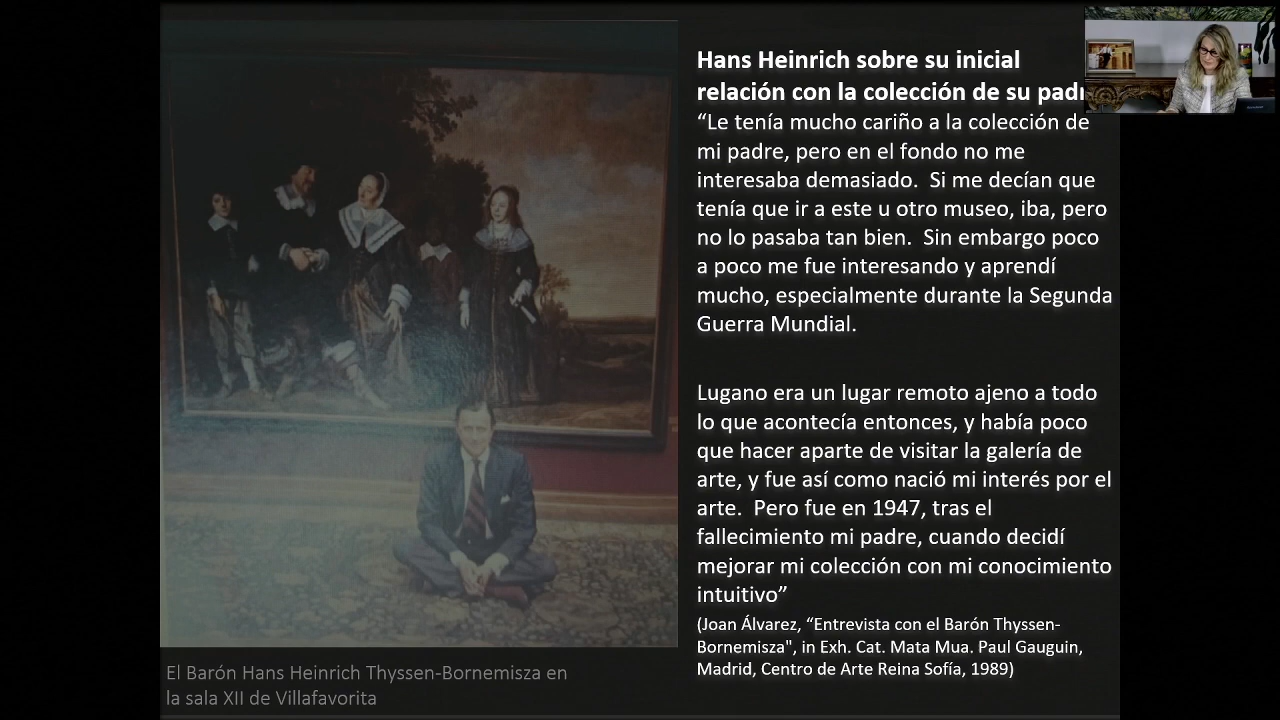 Hans Heinrich sobre su inicial
relación con la colección de su
“Le tenía mucho cariño a la colección de
mi padre, pero en el fondo no me
interesaba demasiado.  Si me decían que
tenía que ir a este u otro museo, iba, pero
no lo pasaba tan bien.  Sin embargo poco
a poco me fue interesando y aprendí
mucho, especialmente durante la Segunda
Guerra Mundial.
Lugano era un lugar remoto ajeno a todo
lo que acontecía entonces, y había poco
que hacer aparte de visitar la galería de
arte, y fue así como nació mi interés por el
arte.  Pero fue en 1947, tras el
fallecimiento mi padre, cuando decidí
mejorar mi colección con mi conocimiento
intuitivo”
(Joan Álvarez, “Entrevista con el Barón Thyssen-
Bornemisza", in Exh. Cat. Mata Mua. Paul Gauguin,
Madrid, Centro de Arte Reina Sofía, 1989)
El Barón Hans Heinrich Thyssen-Bornemisza en
la sala XII de Villafavorita